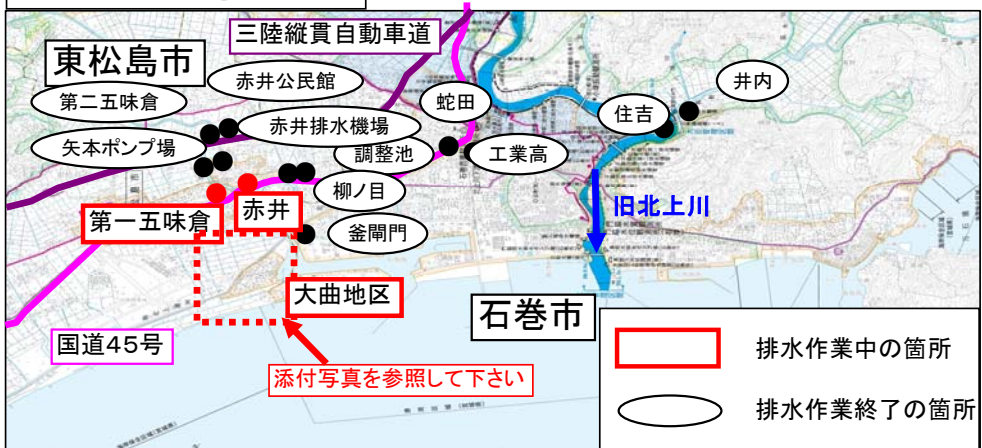 三陸縦貫自動車道
東松島市
赤井公民館
第二五味倉
蛇田
井内
住吉
赤井排水機場
矢本ポンプ場
調整池
工業高
柳ノ目
旧北上川
赤井
第一五味倉
釜閘門
大曲地区
石巻市
国道45号
添付写真を参照して下さい
排水作業中の箇所
排水作業終了の箇所